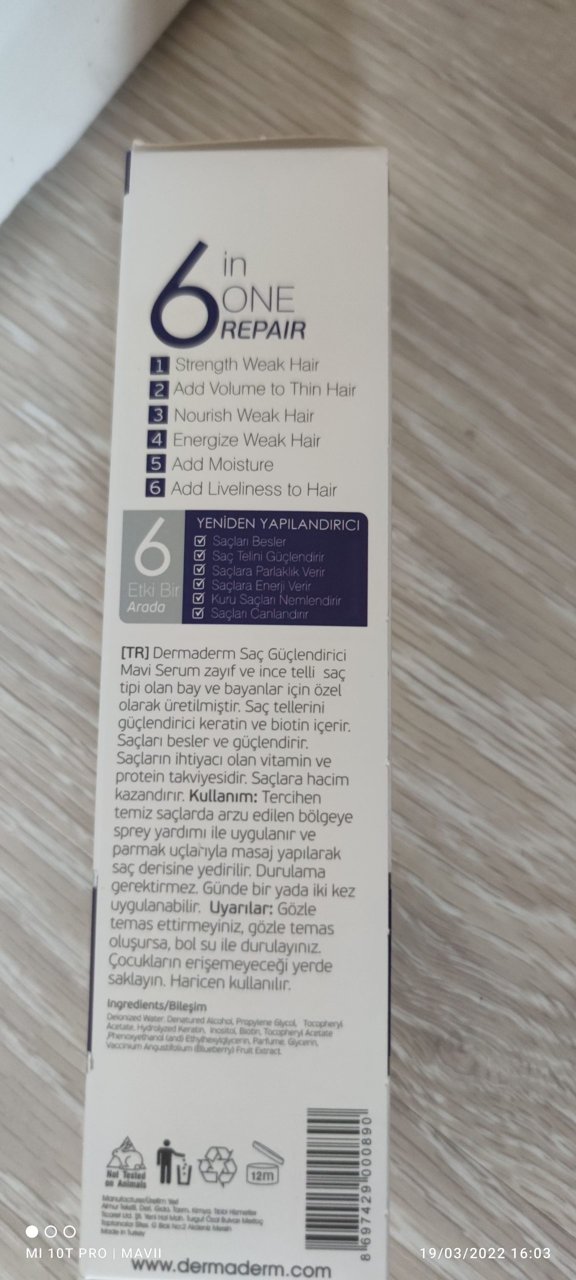 6 in
ONE
REPAIR
1 Strength Weak Hair
2 Add Volume to Thin Hair
3 Nourish Weak Hair
4 Energize Weak Hair
5 Add Moisture
6 Add Liveliness to Hair
6
Etki Bir
Arada
YENİDEN YAPILANDIRICI
Saçları Besler
Saç Telini Güçlendirir
Saçlara Parlaklık Verir
Saçlara Enerji Verir
Kuru Saçları Nemlendirir
Saçları Canlandırır
[TR] Dermaderm Saç Güçlendirici
Mavi Serum zayıf ve ince telli saç
tipi olan bay ve bayanlar için özel
olarak üretilmiştir. Saç tellerini
güçlendirici keratin ve biotin içerir.
Saçları besler ve güçlendirir.
Saçların ihtiyacı olan vitamin ve
protein takviyesidir. Saçlara hacim
kazandırır. Kullanım: Tercihen
temiz saçlarda arzu edilen bölgeye
sprey yardımı ile uygulanır ve
parmak uçlarıyla masaj yapılarak
saç derisine yedirilir. Durulama
gerektirmez. Günde bir yada iki kez
uygulanabilir. Uyarılar: Gözle
temas ettirmeyiniz, gözle temas
oluşursa, bol su ile durulayınız.
Çocukların erişemeyeceği yerde
saklayın. Haricen kullanılır.
Ingredients/Bileşim
Deionized Water, Denatured Alcohol, Propylene Glycol, Tocopheryl
Acetate, Hydrolyzed Keratin, Inositol, Biotin, Tocopheryl Acetate
,Phenoxyethanol (and) Ethylhexylglycerin, Parfume, Glycerin,
Vaccinium Angustifolium (Blueberry) Fruit Extract.
Not Tested
on Animals
12m
Manufacturer/Üretim Yeri
Made in Turkey
8 697429 000890
www.dermaderm.com
MI 10T PRO | MAVII
19/03/2022 16:03